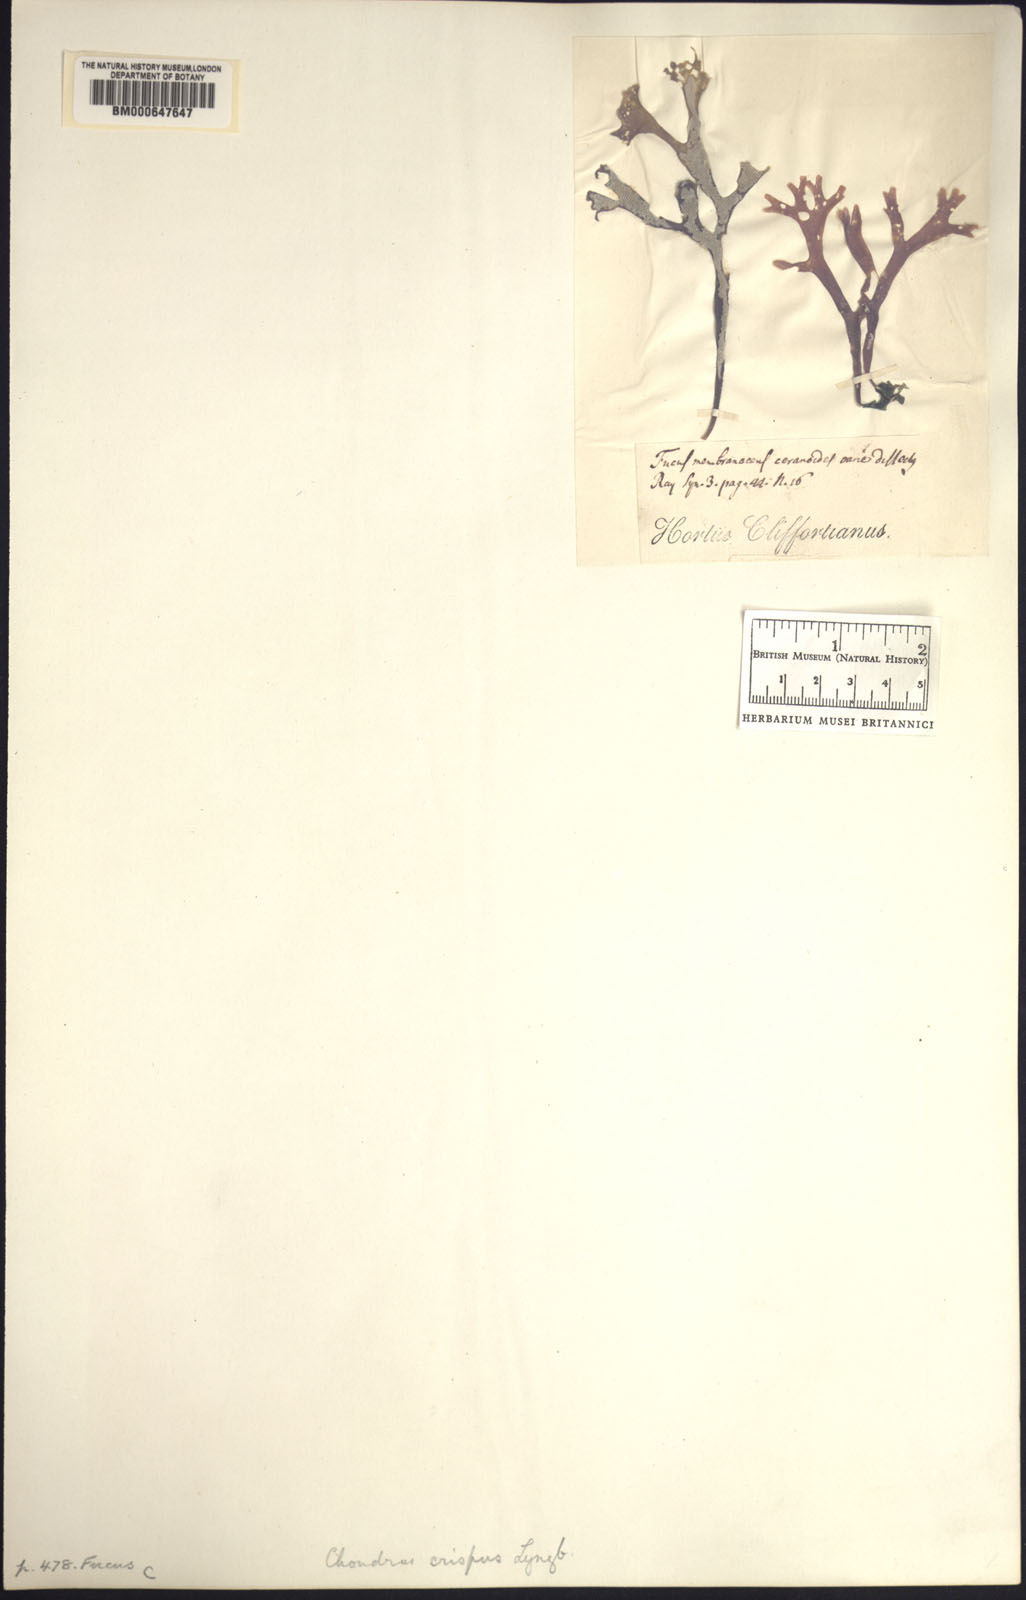 THE NATURAL HISTORY MUSEUM, LONDON
DEPARTMENT OF BOTANY
BM000647647
Fucus membranaceus ceranoides varie dissectus
Ray Syn. 3. pag. 44. N. 16
Hortus Cliffortianus.
1 2
BRITISH MUSEUM (NATURAL HISTORY)
1 2 3 4 5
HERBARIUM MUSEI BRITANNICI
p. 478. Fucus C
Chondrus crispus Lyngb.